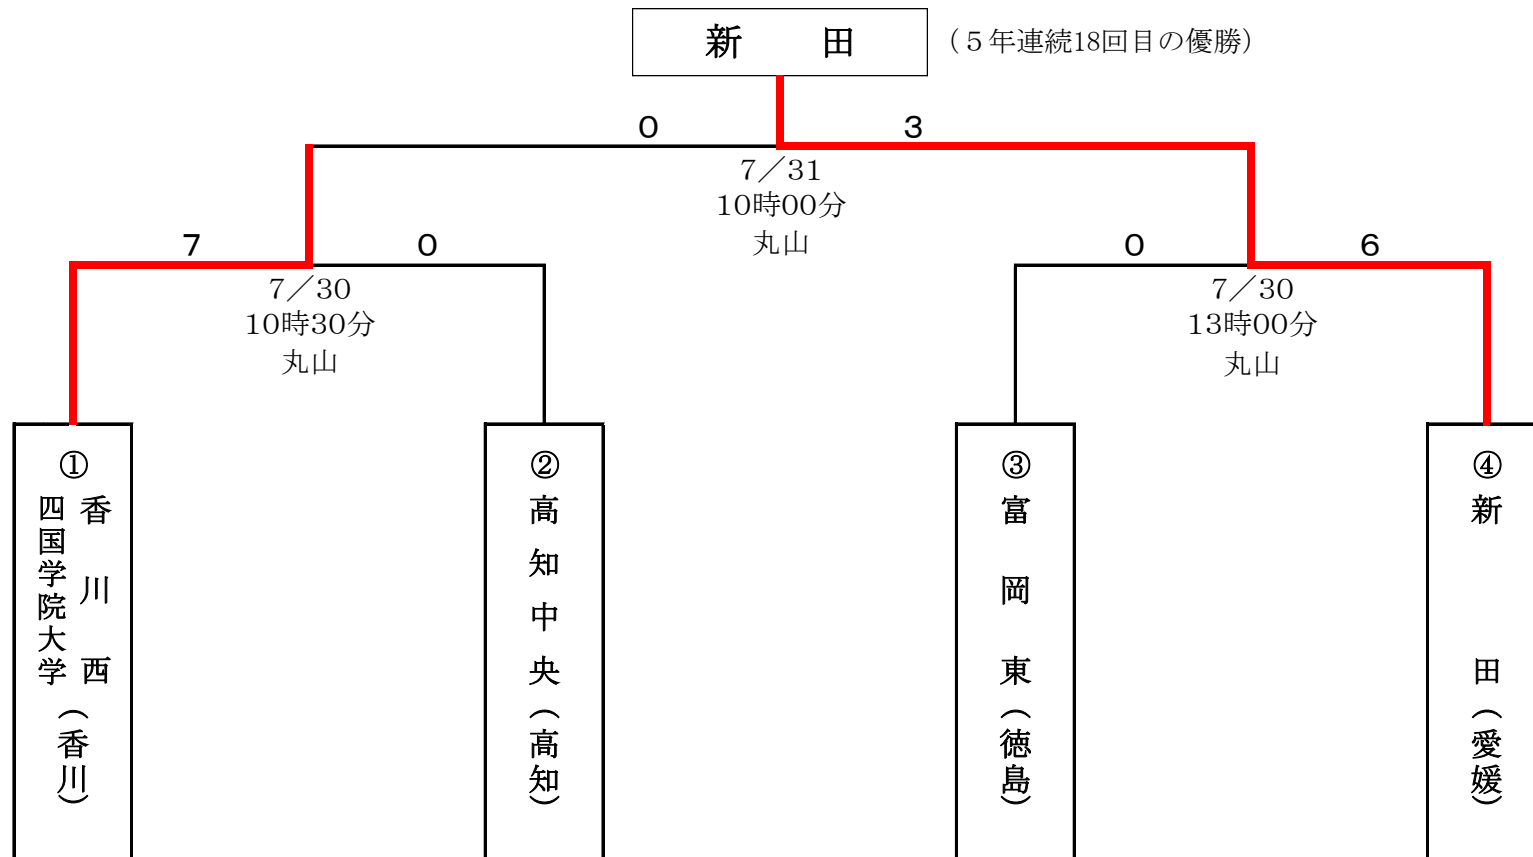 新　　田
（５年連続18回目の優勝）
０
３
７／31
10時00分
丸山
７
０
０
６
７／30
10時30分
丸山
７／30
13時00分
丸山
①
香川西
四国学院大学
（香川）
②
高知中央（高知）
③
富岡東（徳島）
④
新　田（愛媛）